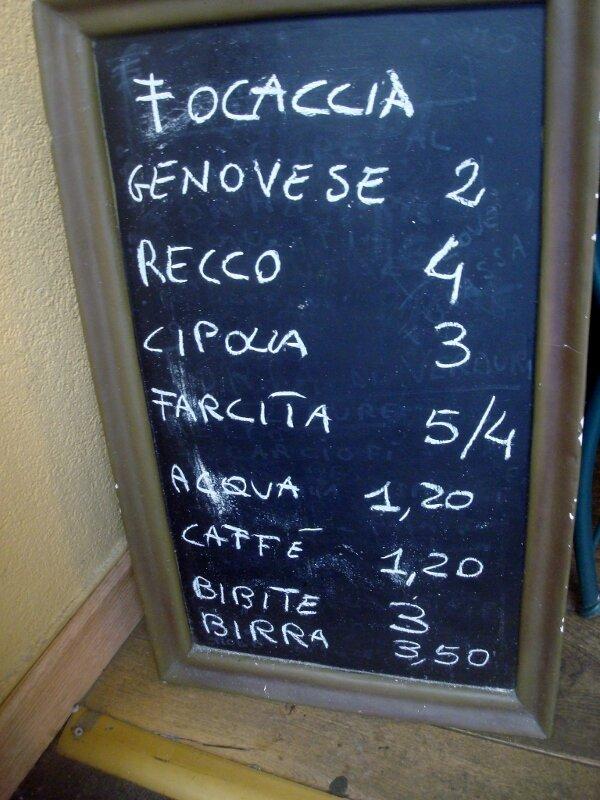 FOCACCIA
GENOVESE 2
RECCO 4
CIPOLLA 3
FARCITA 5/4
ACQUA 1,20
CAFFÈ 1,20
BIBITE 3
BIRRA 3,50